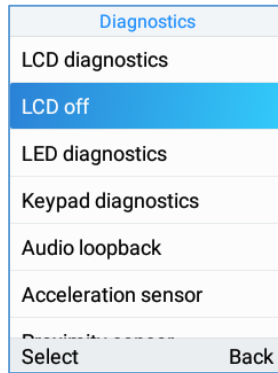 Diagnostics
LCD diagnostics
LCD off
LED diagnostics
Keypad diagnostics
Audio loopback
Acceleration sensor
Select Back